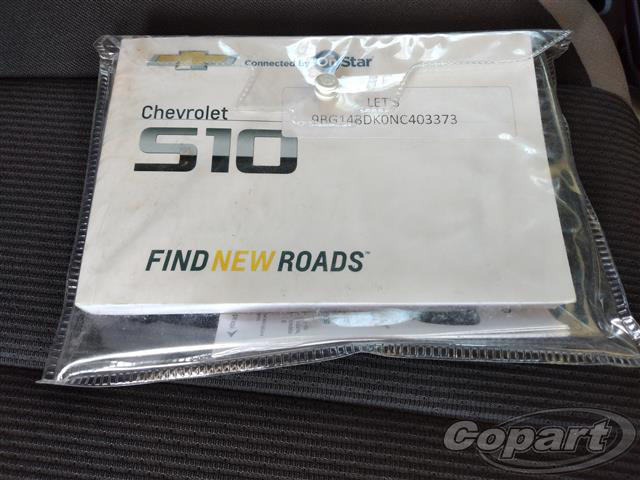 Connected by OnStar
LET'S
Chevrolet
9BG148DK0NC403373
S10
FIND NEW ROADS™
Copart